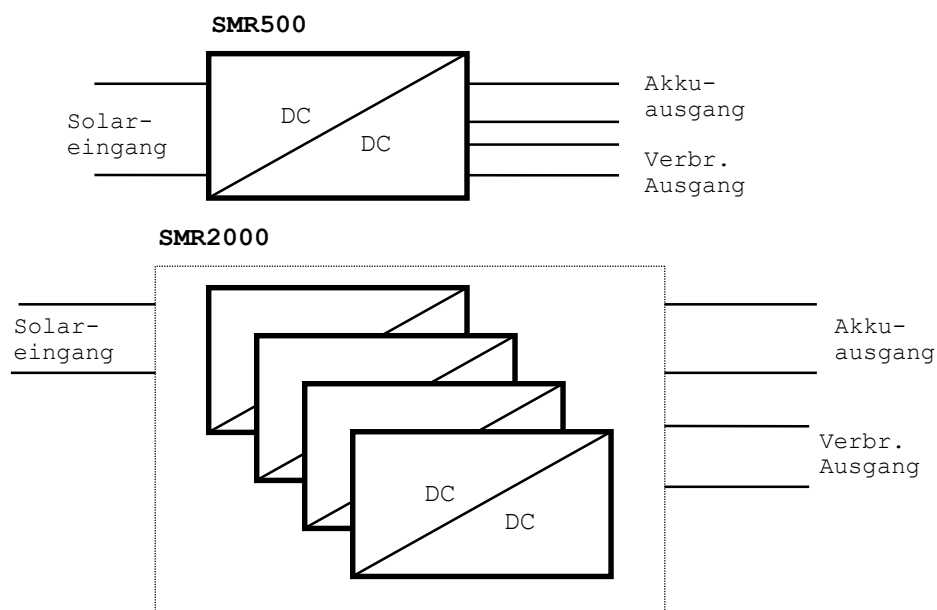 SMR500
Solar-
eingang
DC
DC
Akku-
ausgang
Verbr.
Ausgang
SMR2000
Solar-
eingang
DC
DC
Akku-
ausgang
Verbr.
Ausgang